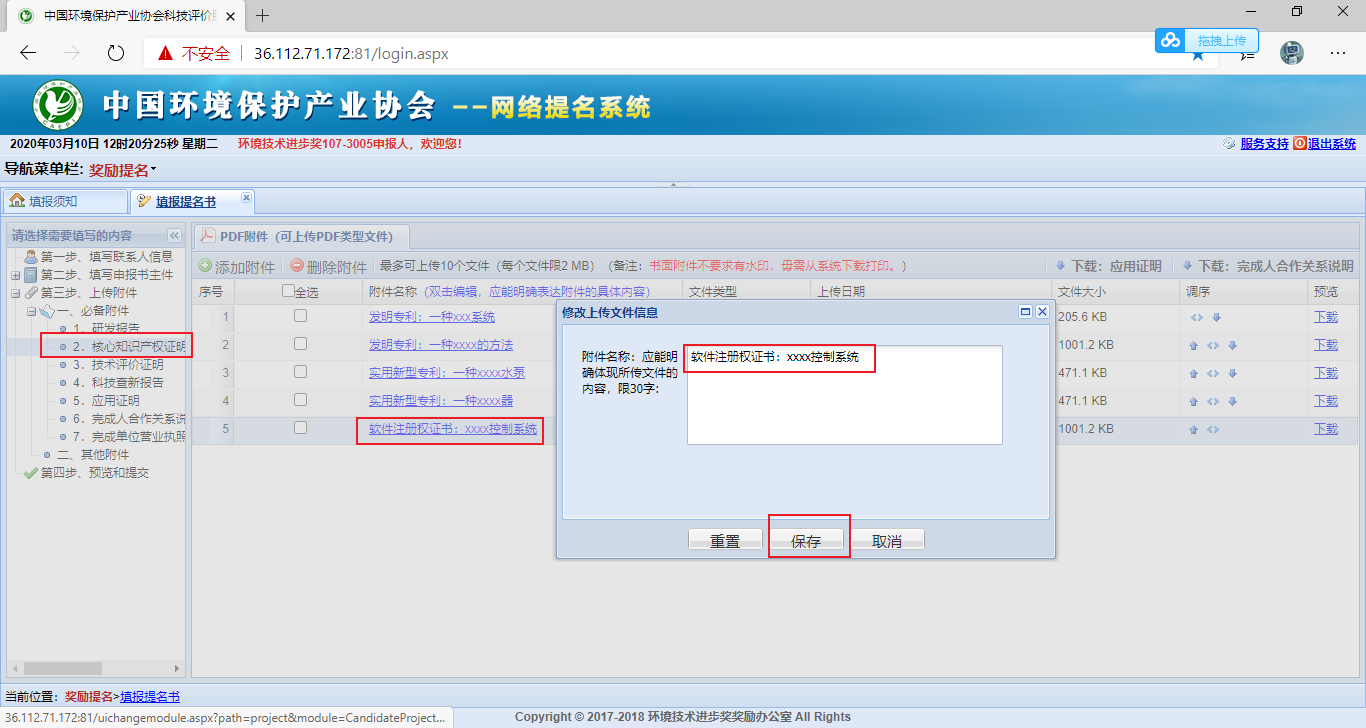 中国环境保护产业协会科技评价
不安全 | 36.112.71.172:81/login.aspx
拖拽上传
中国环境保护产业协会 --网络提名系统
2020年03月10日 12时20分25秒 星期二 环境技术进步奖107-3005申报人，欢迎您！ 服务支持 退出系统
导航菜单栏: 奖励提名
填报须知 填报提名书
请选择需要填写的内容
第一步、填写联系人信息
第二步、填写申报书主件
第三步、上传附件
一、必备附件
1．研发报告
2．核心知识产权证明
3．技术评价证明
4．科技查新报告
5．应用证明
6．完成人合作关系说
7．完成单位营业执照
二、其他附件
第四步、预览和提交
PDF附件（可上传PDF类型文件）
添加附件 删除附件 最多可上传10个文件（每个文件限2 MB）（备注：书面附件不要求有水印，毋需从系统下载打印。） 下载：应用证明 下载：完成人合作关系说明
序号 全选 附件名称（双击编辑，应能明确表达附件的具体内容） 文件类型 上传日期 文件大小 调序 预览
1 发明专利：一种xxx系统 205.6 KB 下载
2 发明专利：一种xxxx的方法 1001.2 KB 下载
3 实用新型专利：一种xxxx水泵 471.1 KB 下载
4 实用新型专利：一种xxxx器 471.1 KB 下载
5 软件注册权证书：xxxx控制系统 1001.2 KB 下载
修改上传文件信息
附件名称：应能明
确体现所传文件的
内容，限30字:
软件注册权证书：xxxx控制系统
重置 保存 取消
当前位置： 奖励提名>填报提名书
36.112.71.172:81/uichangemodule.aspx?path=project&module=CandidateProject...
Copyright © 2017-2018 环境技术进步奖奖励办公室 All Rights